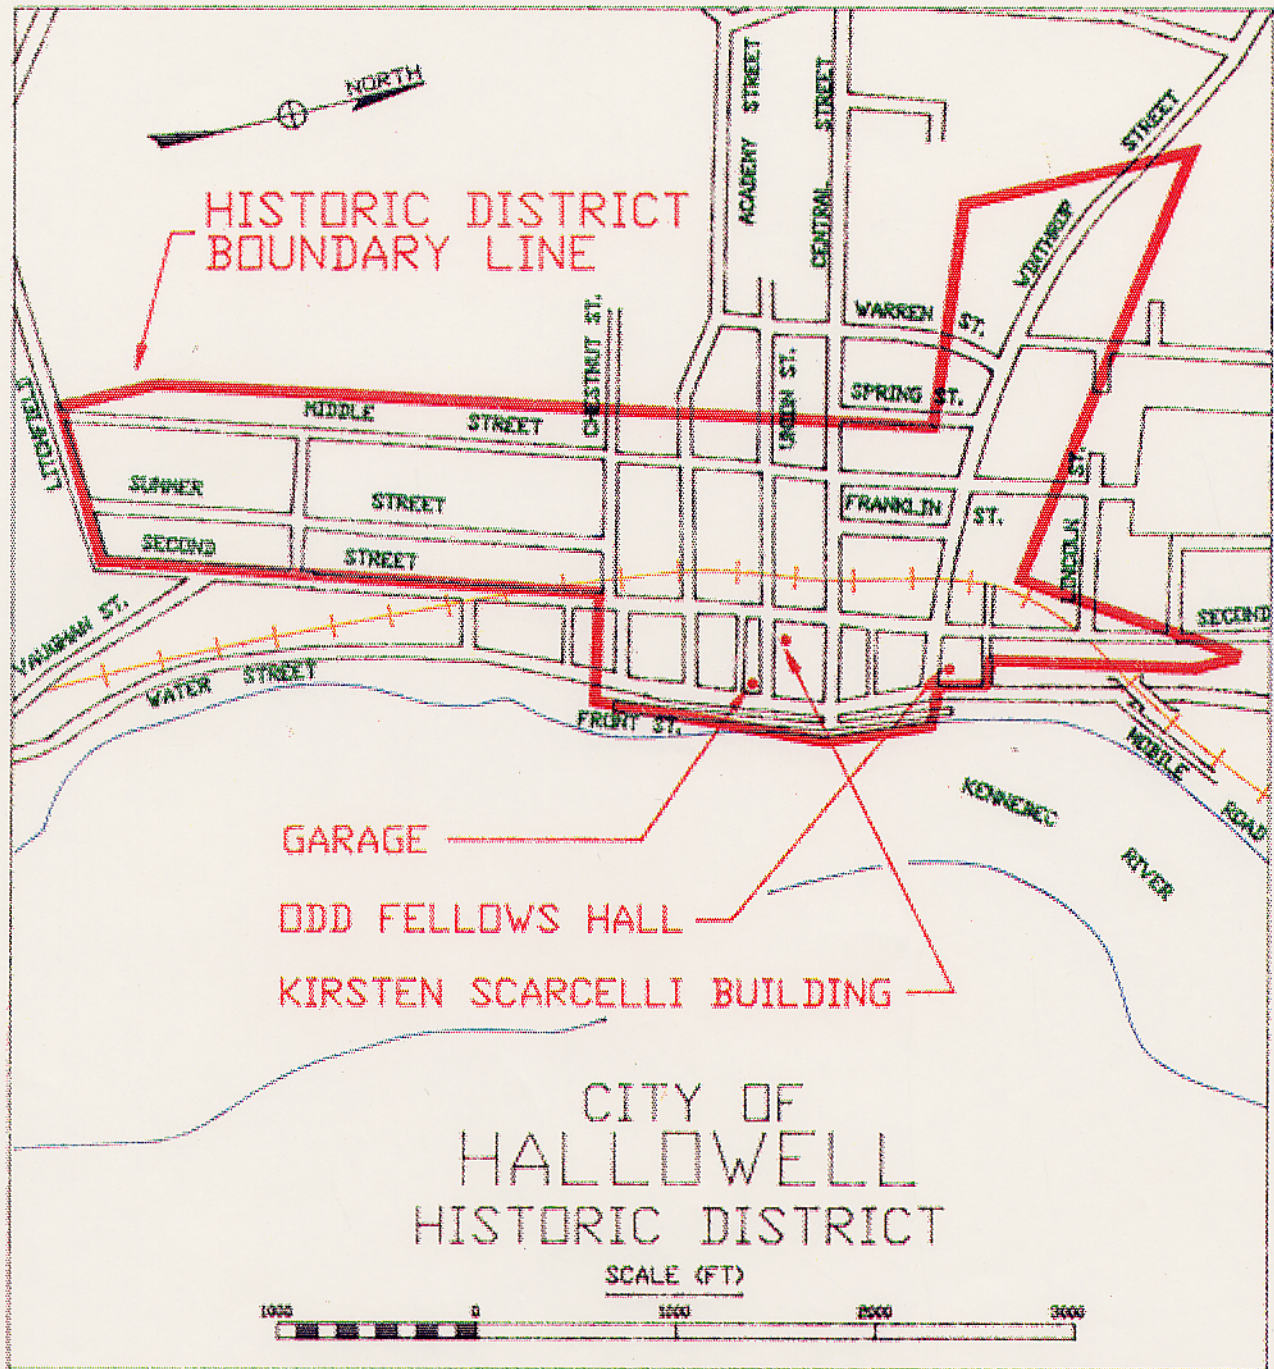 NORTH
HISTORIC DISTRICT
BOUNDARY LINE
ACADEMY STREET
CENTRAL STREET
WINTHROP STREET
CHESTNUT ST.
UNION ST.
WARREN ST.
SPRING ST.
LITCHFIELD
MIDDLE STREET
SUMNER STREET
FRANKLIN ST.
LINCOLN ST.
SECOND STREET
SECOND
VAUGHAN ST.
WATER STREET
FRONT ST.
MOBILE ROAD
KENNEBEC RIVER
GARAGE
ODD FELLOWS HALL
KIRSTEN SCARCELLI BUILDING
CITY OF
HALLOWELL
HISTORIC DISTRICT
SCALE (FT)
1000 0 1000 2000 3000